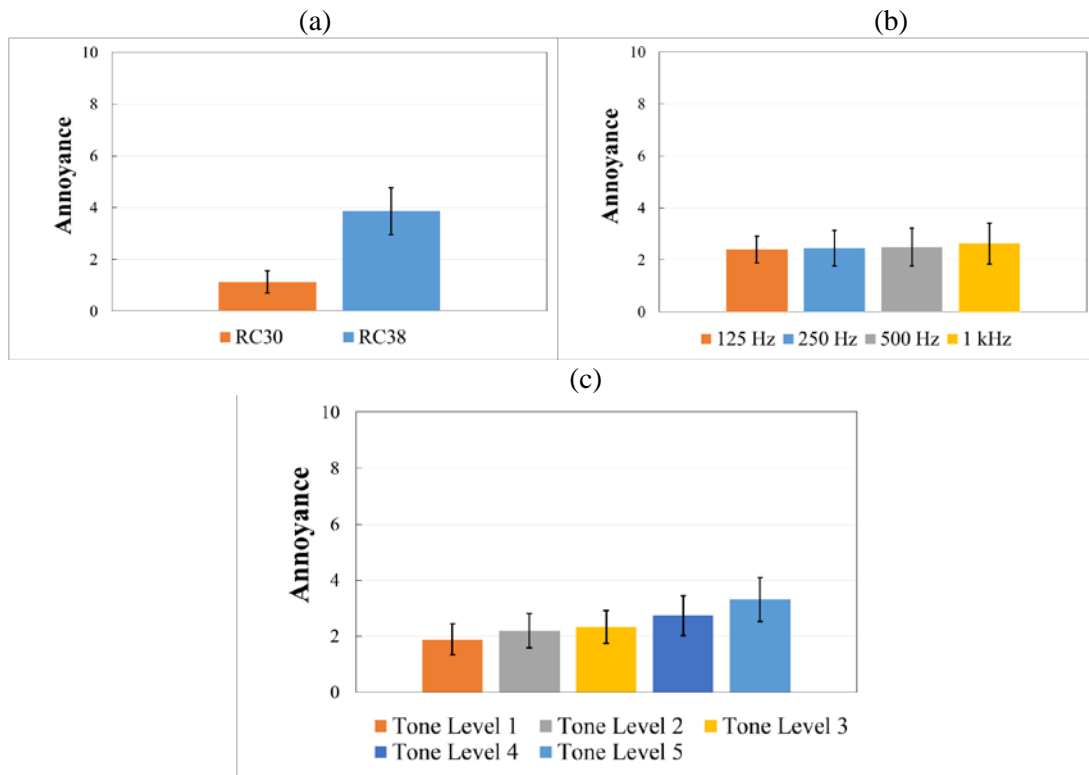 (a)
10
8
6
4
2
0
Annoyance
RC30 RC38
(b)
10
8
6
4
2
0
Annoyance
125 Hz 250 Hz 500 Hz 1 kHz
(c)
10
8
6
4
2
0
Annoyance
Tone Level 1 Tone Level 2 Tone Level 3
Tone Level 4 Tone Level 5